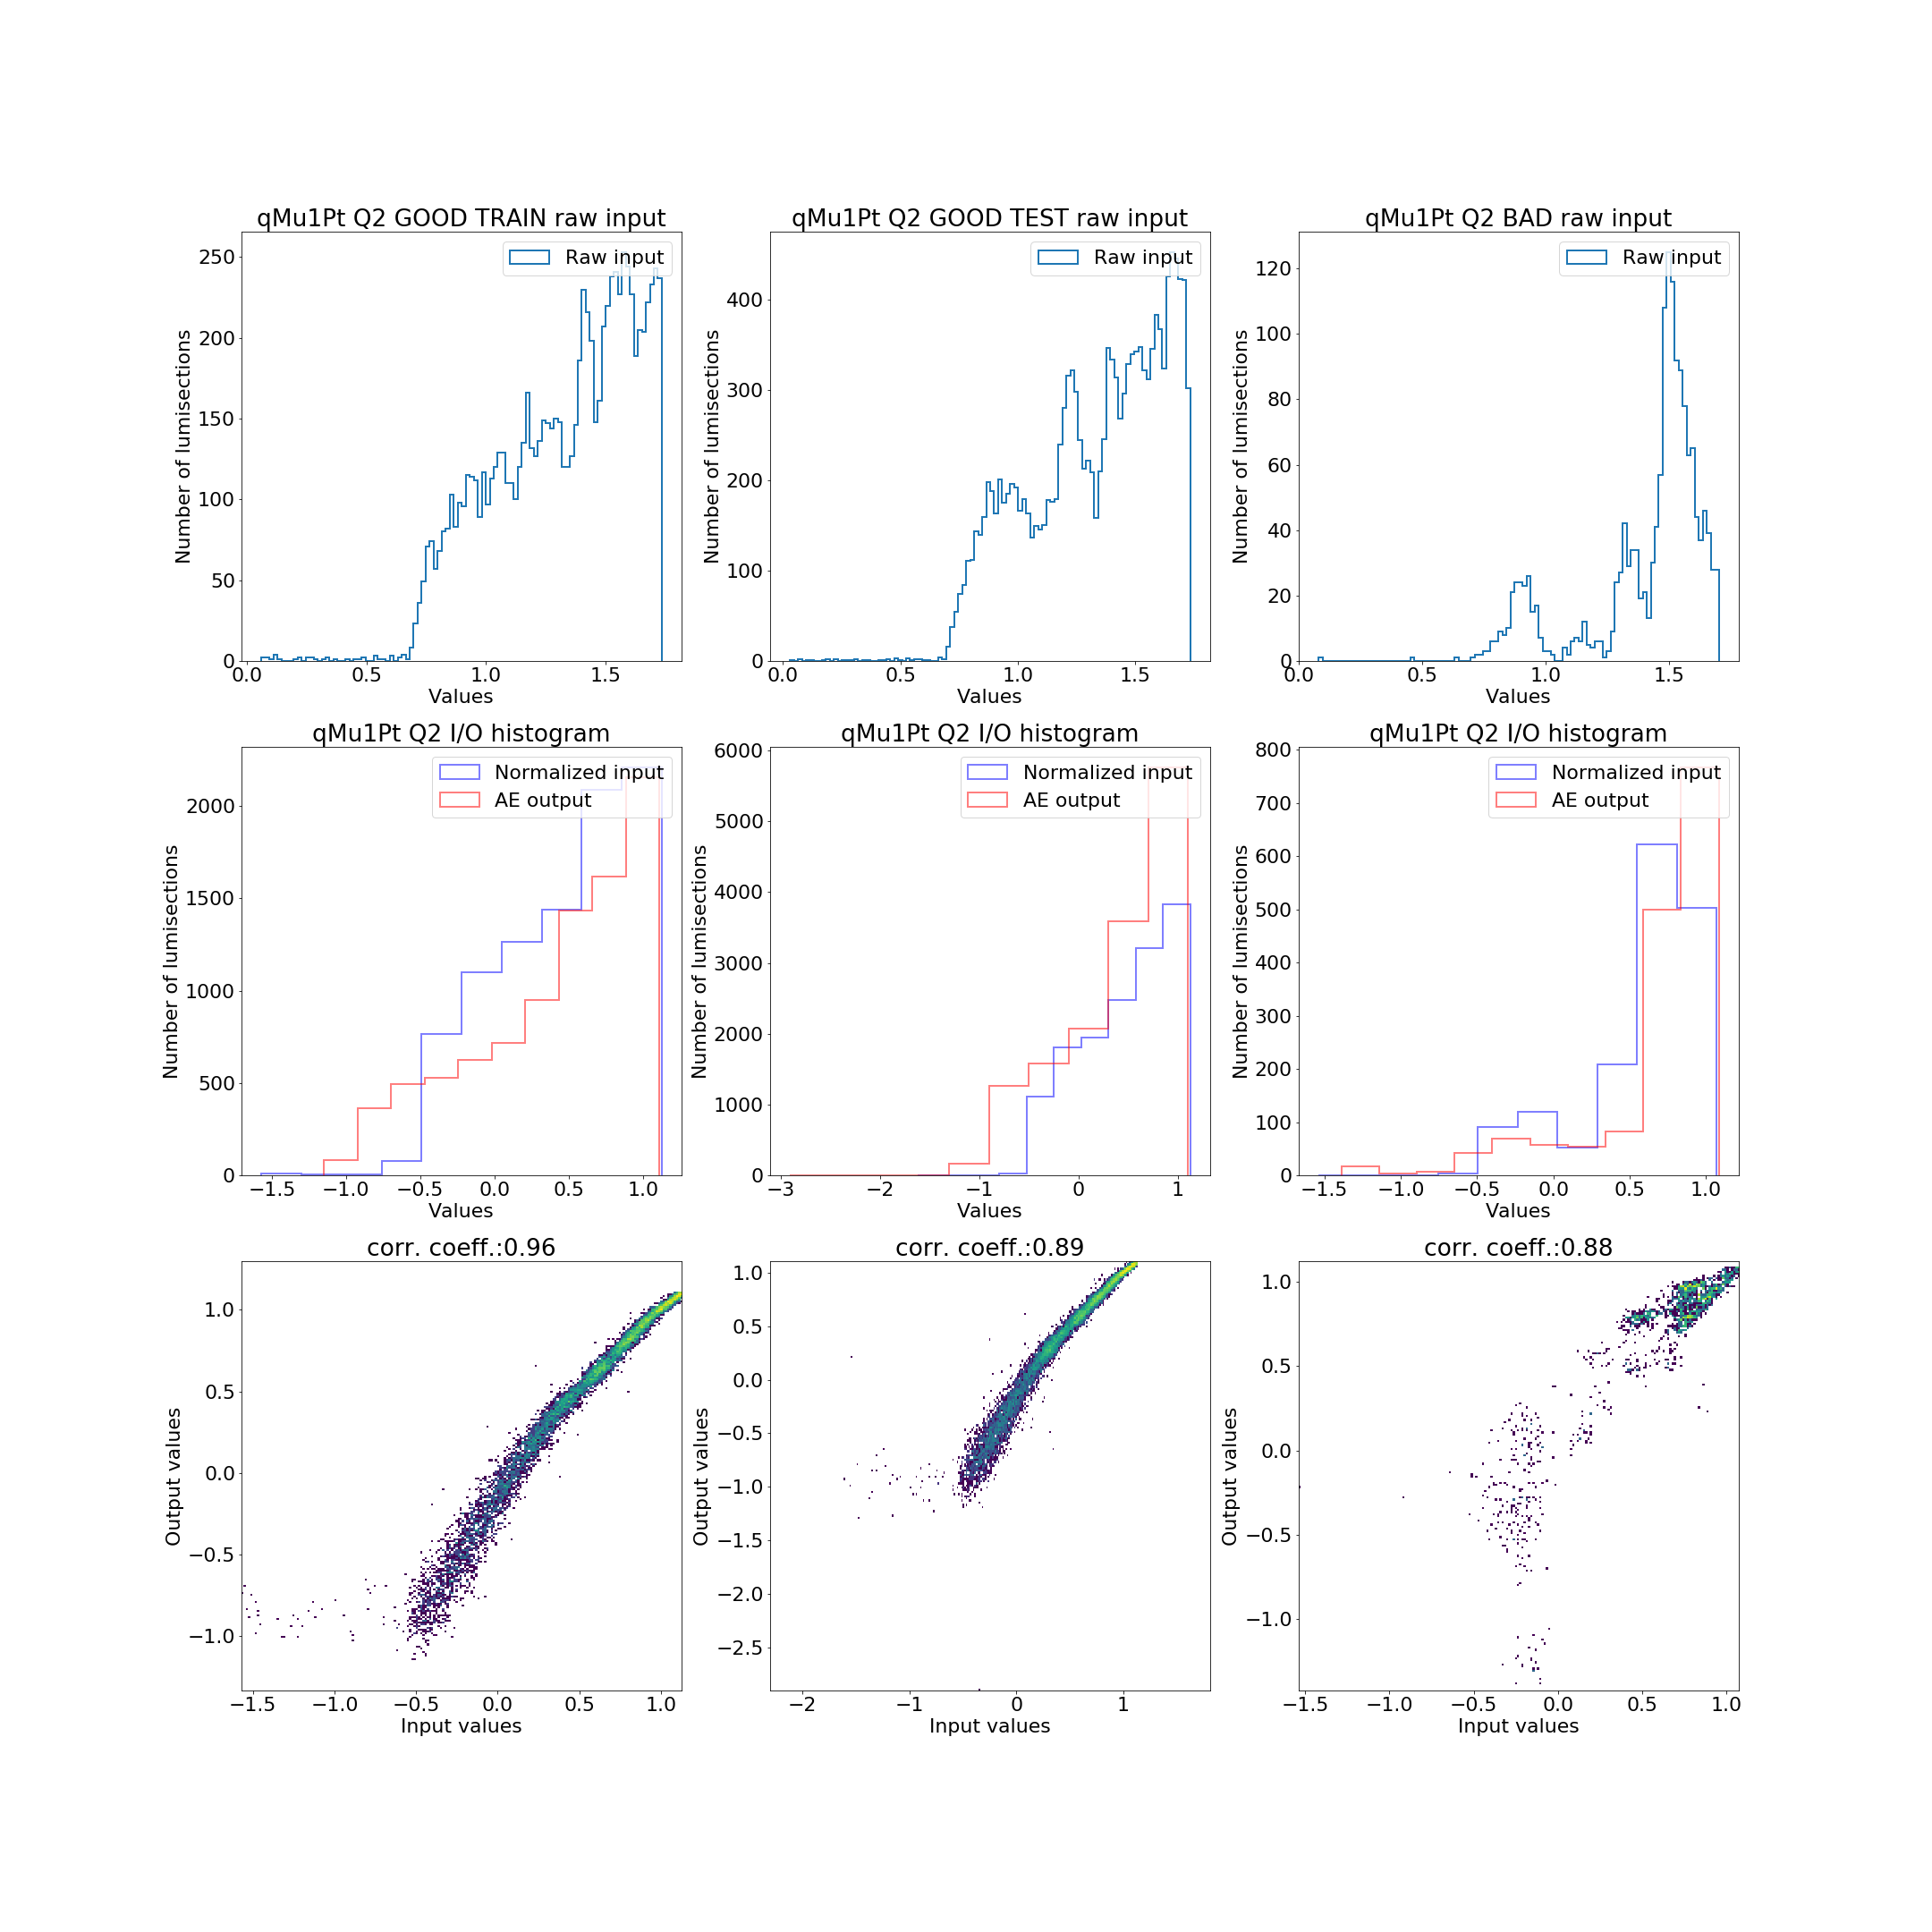 qMu1Pt Q2 GOOD TRAIN raw input
Raw input
Number of lumisections
250
200
150
100
50
0
0.0 0.5 1.0 1.5
Values
qMu1Pt Q2 GOOD TEST raw input
Raw input
Number of lumisections
400
300
200
100
0
0.0 0.5 1.0 1.5
Values
qMu1Pt Q2 BAD raw input
Raw input
Number of lumisections
120
100
80
60
40
20
0
0.0 0.5 1.0 1.5
Values
qMu1Pt Q2 I/O histogram
Normalized input
AE output
Number of lumisections
2000
1500
1000
500
0
−1.5 −1.0 −0.5 0.0 0.5 1.0
Values
qMu1Pt Q2 I/O histogram
Normalized input
AE output
Number of lumisections
6000
5000
4000
3000
2000
1000
0
−3 −2 −1 0 1
Values
qMu1Pt Q2 I/O histogram
Normalized input
AE output
Number of lumisections
800
700
600
500
400
300
200
100
0
−1.5 −1.0 −0.5 0.0 0.5 1.0
Values
corr. coeff.:0.96
Output values
1.0
0.5
0.0
−0.5
−1.0
−1.5 −1.0 −0.5 0.0 0.5 1.0
Input values
corr. coeff.:0.89
Output values
1.0
0.5
0.0
−0.5
−1.0
−1.5
−2.0
−2.5
−2 −1 0 1
Input values
corr. coeff.:0.88
Output values
1.0
0.5
0.0
−0.5
−1.0
−1.5 −1.0 −0.5 0.0 0.5 1.0
Input values